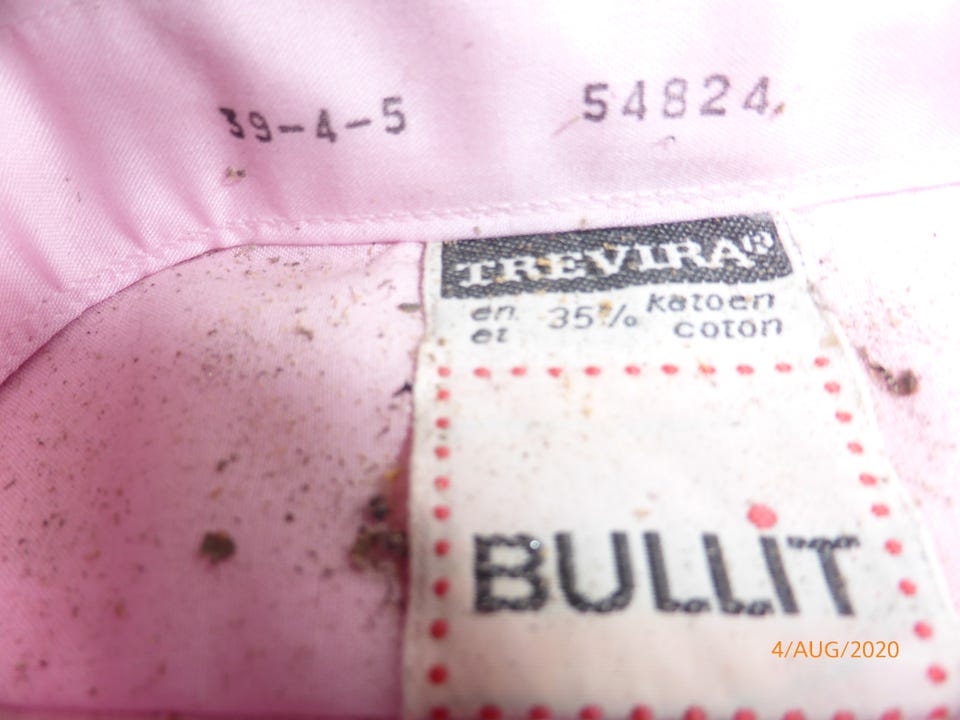 39-4-5 54824
TREVIRA®
en 35% katoen
et coton
BULLiT
4/AUG/2020